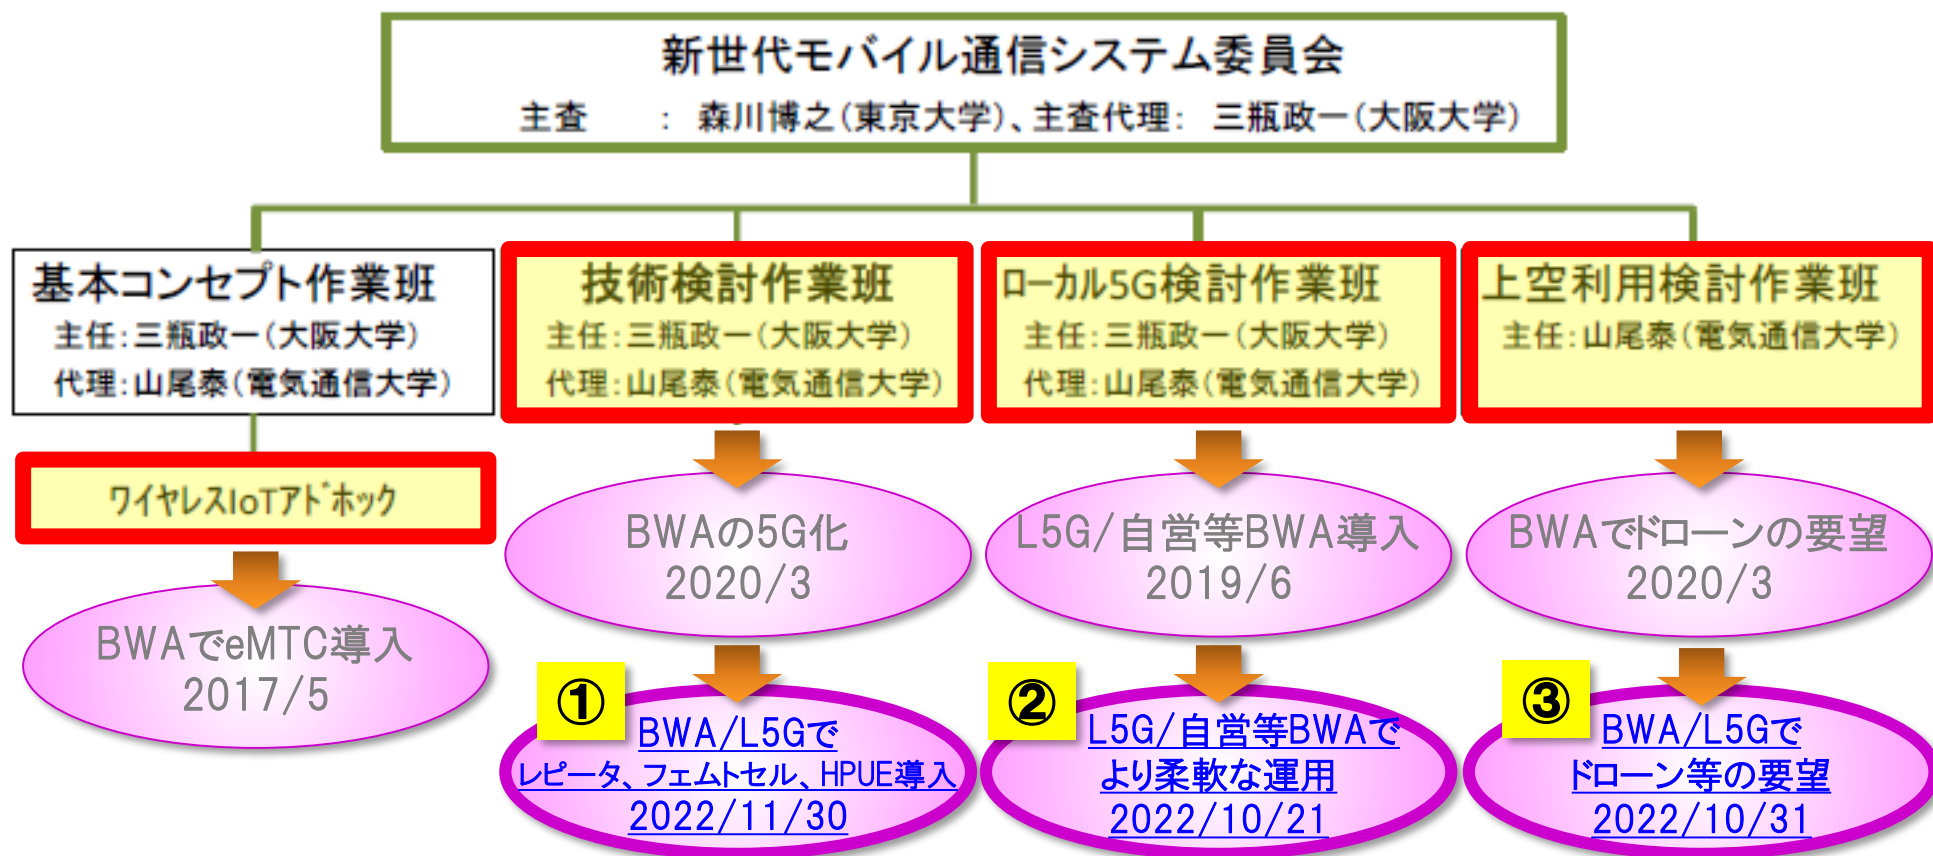 新世代モバイル通信システム委員会
主査　　： 森川博之（東京大学）、主査代理： 三瓶政一（大阪大学）
基本コンセプト作業班
主任：三瓶政一（大阪大学）
代理：山尾泰（電気通信大学）
ワイヤレスIoTアドホック
BWAでeMTC導入
2017/5
技術検討作業班
主任：三瓶政一（大阪大学）
代理：山尾泰（電気通信大学）
BWAの5G化
2020/3
①
BWA/L5Gで
レピータ、フェムトセル、HPUE導入
2022/11/30
ローカル5G検討作業班
主任：三瓶政一（大阪大学）
代理：山尾泰（電気通信大学）
L5G/自営等BWA導入
2019/6
②
L5G/自営等BWAで
より柔軟な運用
2022/10/21
上空利用検討作業班
主任：山尾泰（電気通信大学）
BWAでドローンの要望
2020/3
③
BWA/L5Gで
ドローン等の要望
2022/10/31